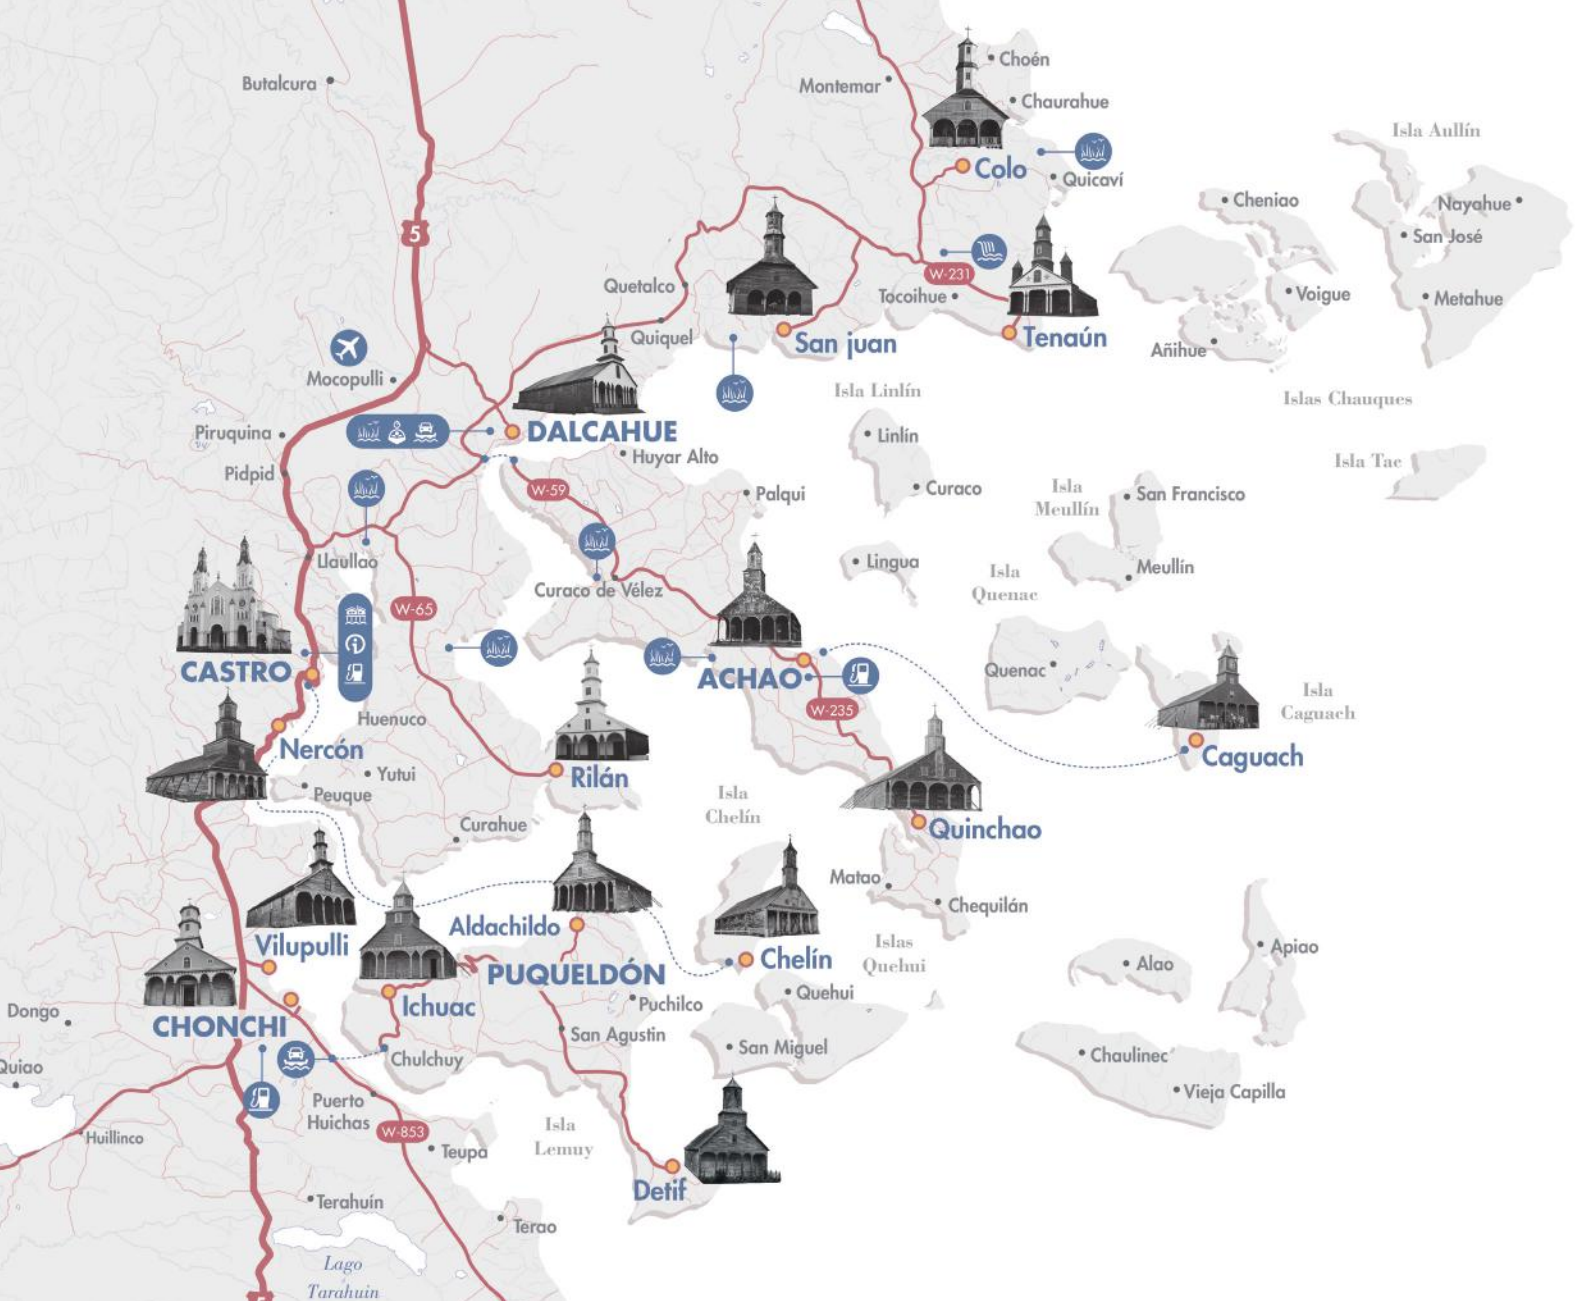 Choén
Butalcura
Montemar
Chaurahue
Isla Aullín
Colo
Quicaví
Cheniao
Nayahue
5
San José
W-231
Quetalco
Tocoihue
Voigue
Metahue
Quiquel
San juan
Tenaún
Añihue
Mocopulli
Isla Linlín
Islas Chauques
Piruquina
DALCAHUE
Linlín
Huyar Alto
Isla Tac
Pidpid
W-59
Palqui
Curaco
Isla
Meullín
San Francisco
Llaullao
Lingua
Meullín
Isla
Quenac
Curaco de Vélez
W-65
CASTRO
ACHAO
Quenac
Isla
Caguach
W-235
Huenuco
Nercón
Caguach
Yutui
Rilán
Peuque
Isla
Chelín
Curahue
Quinchao
Matao
Chequilán
Aldachildo
Vilupulli
Islas
Quehui
Chelín
Apiao
Alao
PUQUELDÓN
Quehui
Ichuac
Puchilco
Dongo
CHONCHI
San Agustin
San Miguel
Chulchuy
Chaulinec
Quiao
Vieja Capilla
Puerto
Huichas
Isla
Lemuy
W-853
Huillinco
Teupa
Detif
Terahuín
Terao
Lago
Tarahuin
5